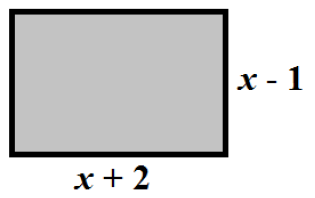 x - 1
x + 2